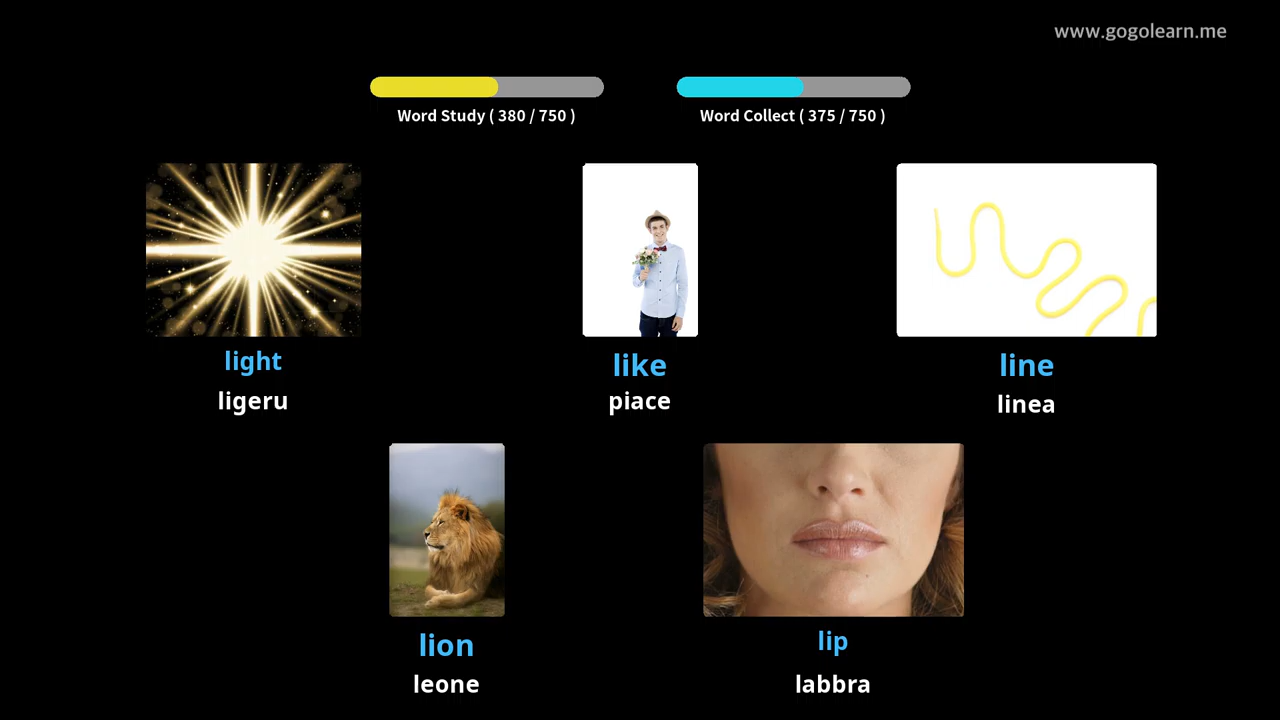 www.gogolearn.me
Word Study ( 380 / 750 )
Word Collect ( 375 / 750 )
light
like
line
ligeru
piace
linea
lion
lip
leone
labbra